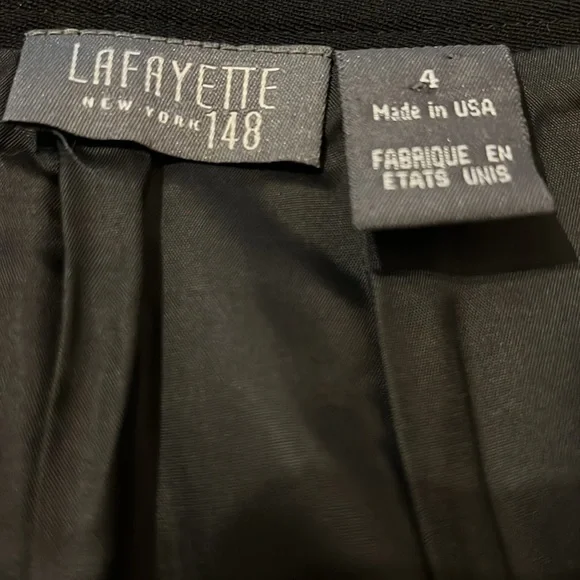 LAFAYETTE
NEW YORK 148
4
Made in USA
FABRIQUE EN
ETATS UNIS